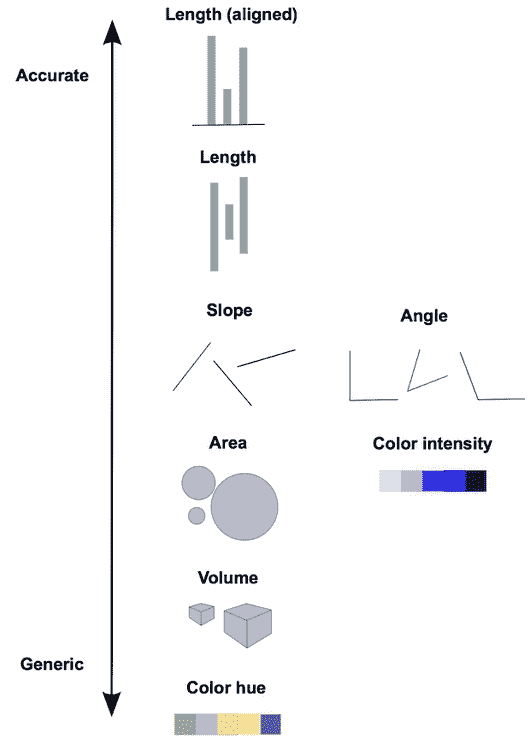 Length (aligned)
Accurate
Length
Slope
Angle
Area
Color intensity
Volume
Generic
Color hue